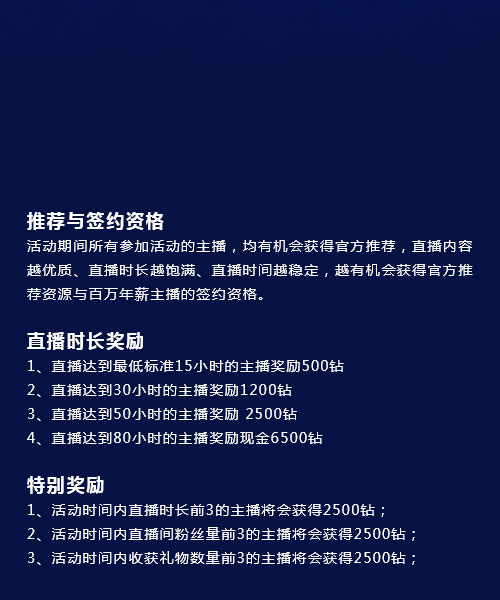 推荐与签约资格
活动期间所有参加活动的主播，均有机会获得官方推荐，直播内容
越优质、直播时长越饱满、直播时间越稳定，越有机会获得官方推
荐资源与百万年薪主播的签约资格。
直播时长奖励
1、直播达到最低标准15小时的主播奖励500钻
2、直播达到30小时的主播奖励1200钻
3、直播达到50小时的主播奖励 2500钻
4、直播达到80小时的主播奖励现金6500钻
特别奖励
1、活动时间内直播时长前3的主播将会获得2500钻；
2、活动时间内直播间粉丝量前3的主播将会获得2500钻；
3、活动时间内收获礼物数量前3的主播将会获得2500钻；